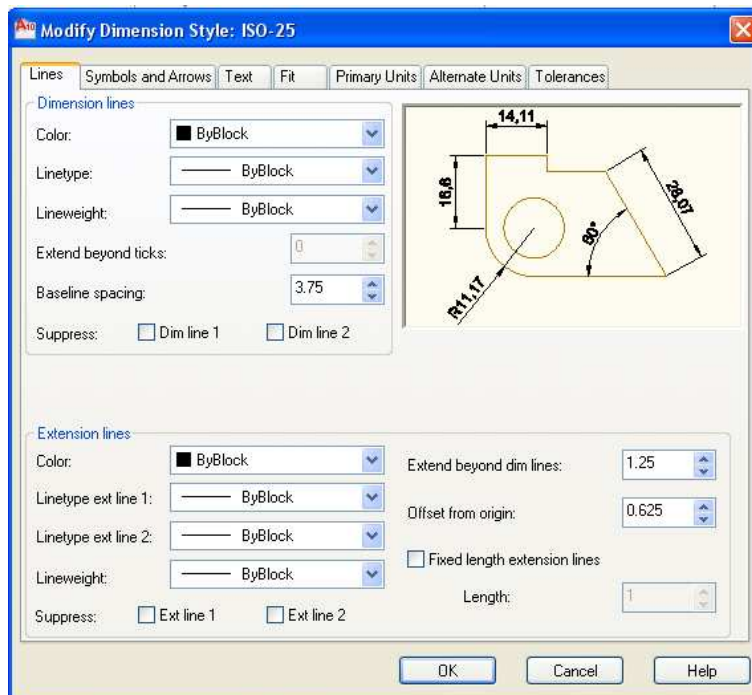 A10 Modify Dimension Style: ISO-25
Lines Symbols and Arrows Text Fit Primary Units Alternate Units Tolerances
Dimension lines
Color: ByBlock
Linetype: ByBlock
Lineweight: ByBlock
Extend beyond ticks: 0
Baseline spacing: 3.75
Suppress: Dim line 1 Dim line 2
14,11
16,6
28,07
60°
R11,17
Extension lines
Color: ByBlock
Linetype ext line 1: ByBlock
Linetype ext line 2: ByBlock
Lineweight: ByBlock
Suppress: Ext line 1 Ext line 2
Extend beyond dim lines: 1.25
Offset from origin: 0.625
Fixed length extension lines
Length: 1
OK Cancel Help